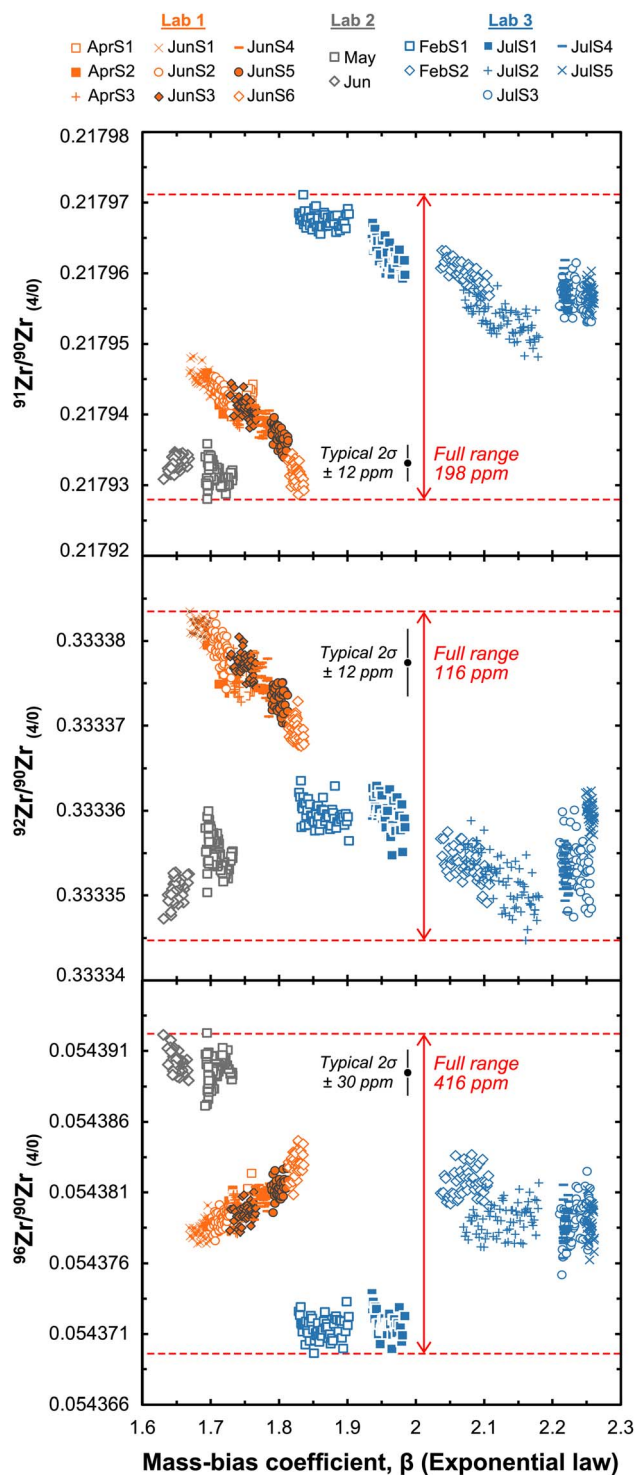 Lab 1 Lab 2 Lab 3
AprS1 JunS1 JunS4 May FebS1 JulS1 JulS4
AprS2 JunS2 JunS5 Jun FebS2 JulS2 JulS5
AprS3 JunS3 JunS6 JulS3
0.21798
0.21797
0.21796
0.21795
0.21794
0.21793
0.21792
91Zr/90Zr (4/0)
Typical 2σ
± 12 ppm
Full range
198 ppm
0.33338
0.33337
0.33336
0.33335
0.33334
92Zr/90Zr (4/0)
Typical 2σ
± 12 ppm
Full range
116 ppm
0.054391
0.054386
0.054381
0.054376
0.054371
0.054366
96Zr/90Zr (4/0)
Typical 2σ
± 30 ppm
Full range
416 ppm
1.6 1.7 1.8 1.9 2 2.1 2.2 2.3
Mass-bias coefficient, β (Exponential law)